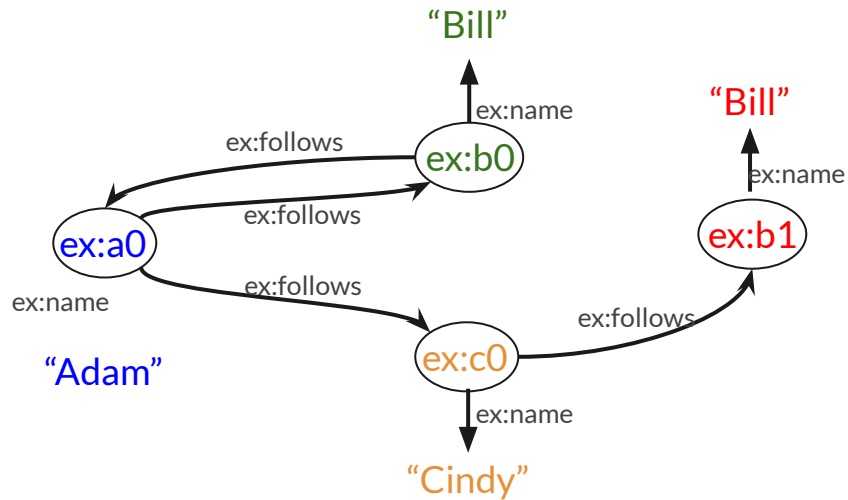 “Bill”
“Bill”
ex:name
ex:follows
ex:b0
ex:name
ex:follows
ex:a0
ex:b1
ex:follows
ex:name
ex:follows
ex:c0
“Adam”
ex:name
“Cindy”